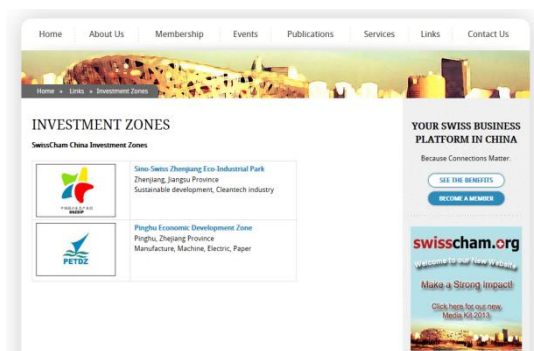 Home About Us Membership Events Publications Services Links Contact Us
Home » Links » Investment Zones
INVESTMENT ZONES
SwissCham China Investment Zones
Sino-Swiss Zhenjiang Eco-Industrial Park
Zhenjiang, Jiangsu Province
Sustainable development, Cleantech industry
Pinghu Economic Development Zone
Pinghu, Zhejiang Province
Manufacture, Machine, Electric, Paper
PETDZ
YOUR SWISS BUSINESS
PLATFORM IN CHINA
Because Connections Matter.
SEE THE BENEFITS
BECOME A MEMBER
swisscham.org
Welcome to our New Website
Make a Strong Impact!
Click here for our new
Media Kit 2013